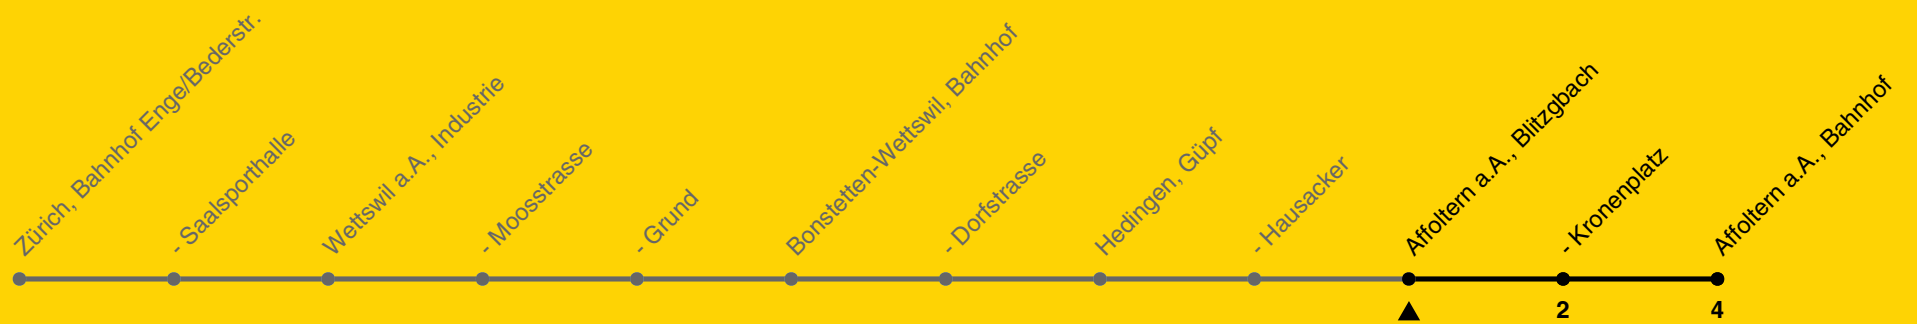 Zürich, Bahnhof Enge/Bederstr.
- Saalsporthalle
Wettswil a.A., Industrie
- Moosstrasse
- Grund
Bonstetten-Wettswil, Bahnhof
- Dorfstrasse
Hedingen, Güpf
- Hausacker
Affoltern a.A., Blitzgbach
- Kronenplatz
Affoltern a.A., Bahnhof
2
4